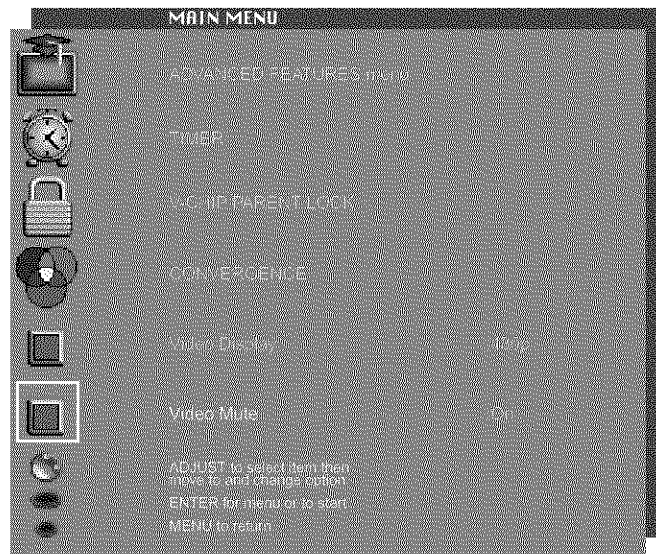 MAIN MENU
ADVANCED FEATURES menu
TIMER
V-CHIP PARENT LOCK
CONVERGENCE
Video Display
Video Mute On
ADJUST to select item then
move to and change option
ENTER for menu or to start
MENU to return